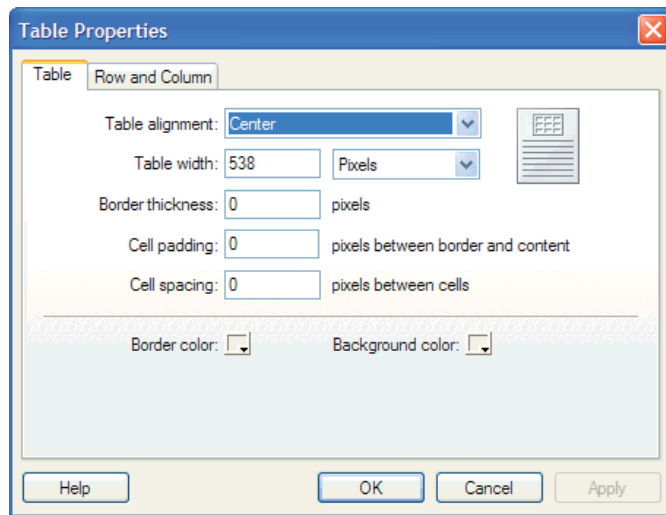 Table Properties
Table Row and Column
Table alignment: Center
Table width: 538 Pixels
Border thickness: 0 pixels
Cell padding: 0 pixels between border and content
Cell spacing: 0 pixels between cells
Border color: Background color:
Help OK Cancel Apply